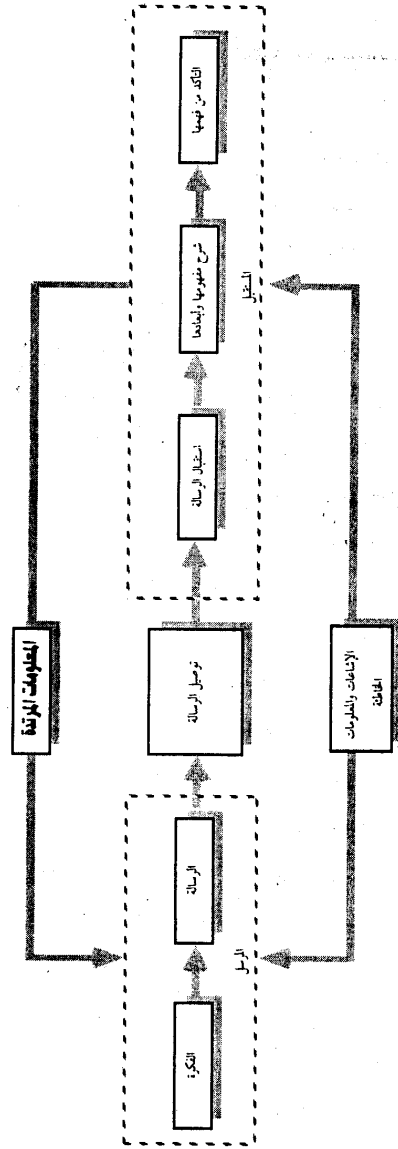 المعلومات المرتدة
الفكرة
الرسالة
المرسل
توصيل الرسالة
استقبال الرسالة
شرح مفهومها وأبعادها
التأكد من فهمها
المستقبل
الإشاعات والمعلومات
الخاطئة